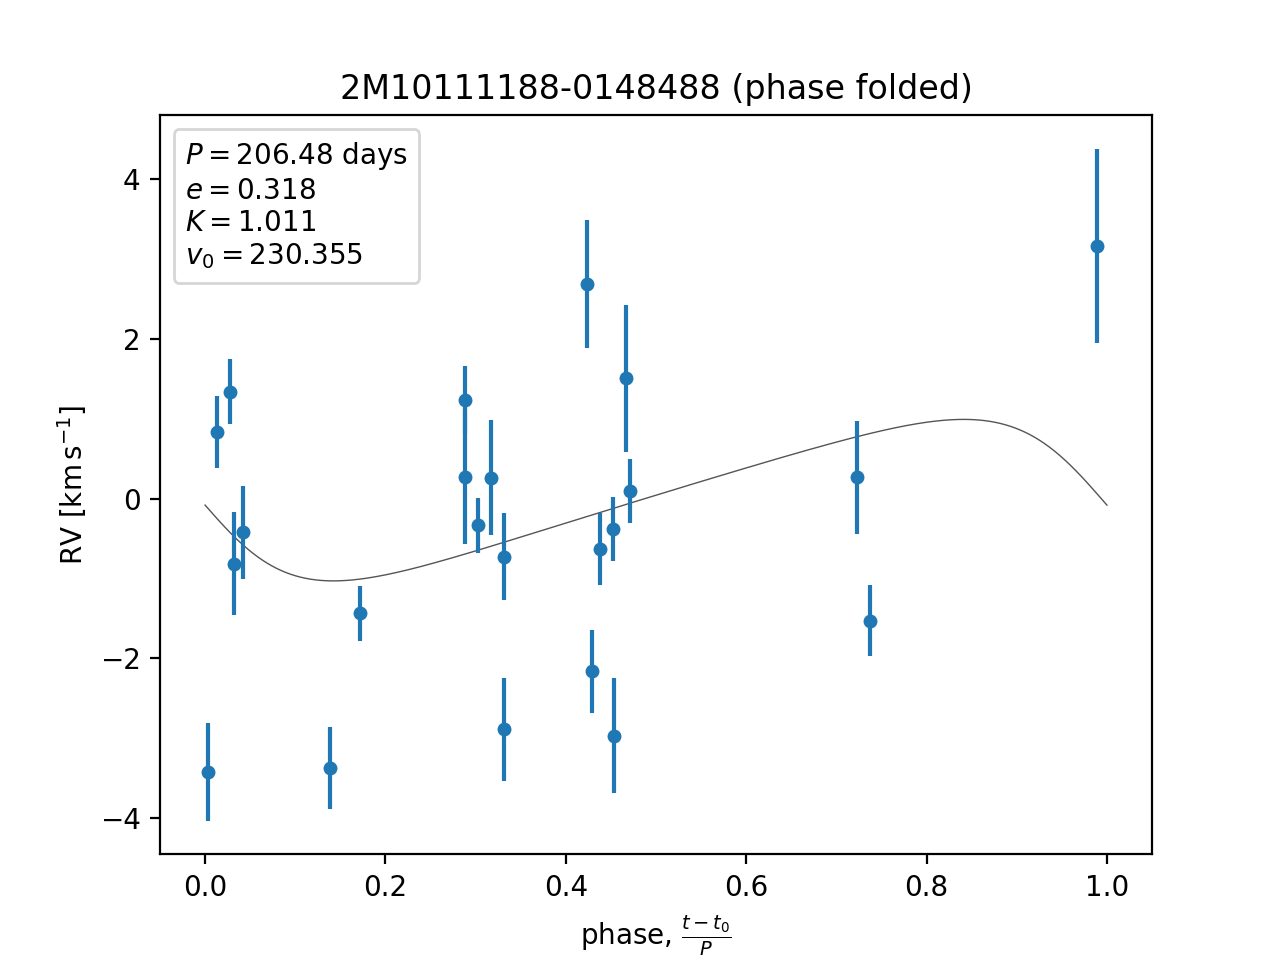 2M10111188-0148488 (phase folded)
P = 206.48 days
e = 0.318
K = 1.011
v₀ = 230.355
4
2
0
−2
−4
RV [km s⁻¹]
0.0 0.2 0.4 0.6 0.8 1.0
phase, (t − t₀)/P